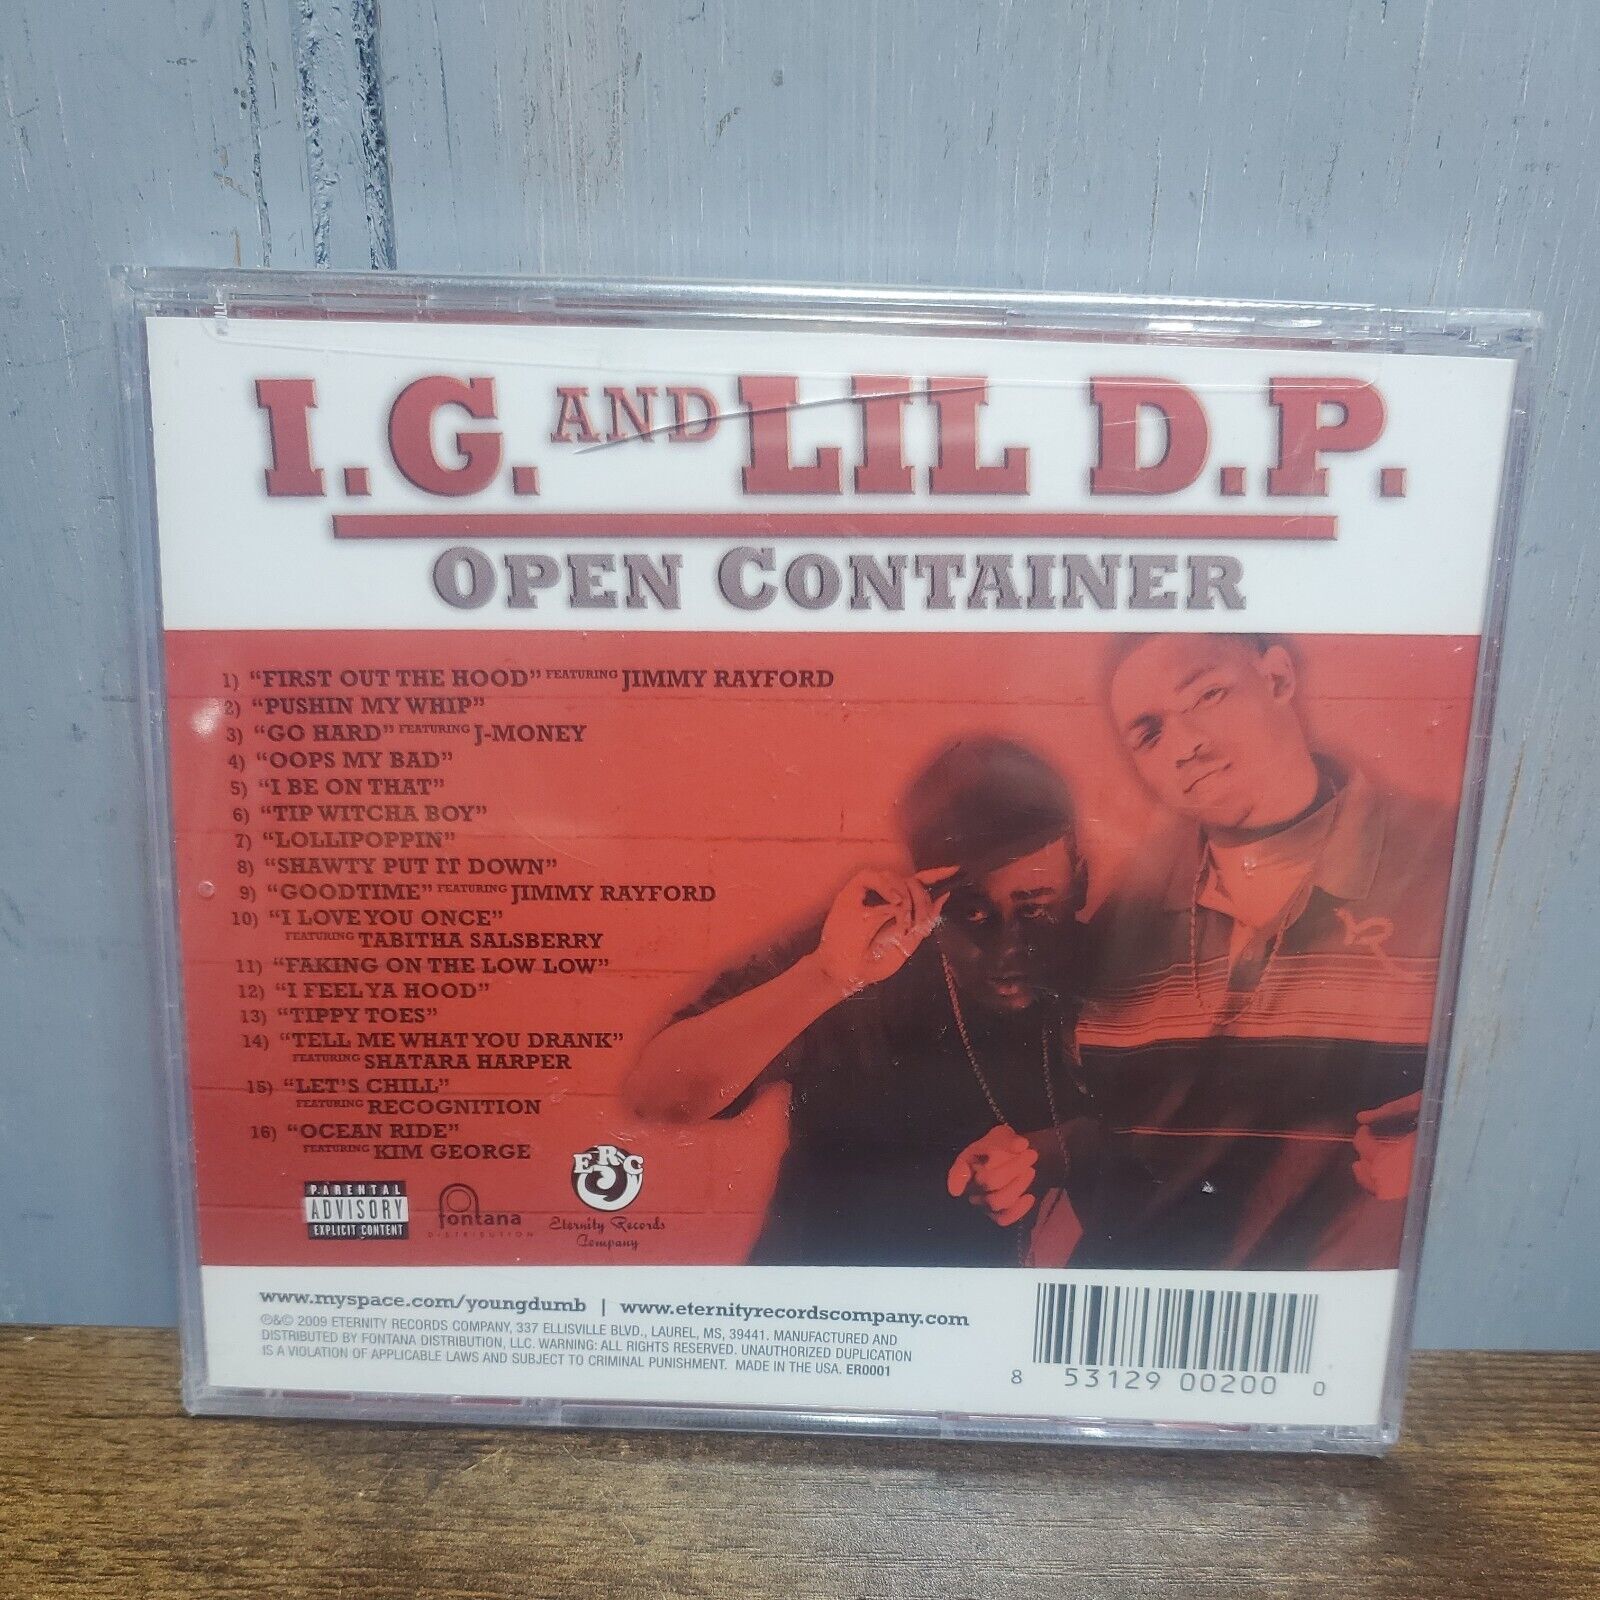 I.G. AND LIL D.P.
OPEN CONTAINER
1) "FIRST OUT THE HOOD" FEATURING JIMMY RAYFORD
2) "PUSHIN MY WHIP"
3) "GO HARD" FEATURING J-MONEY
4) "OOPS MY BAD"
5) "I BE ON THAT"
6) "TIP WITCHA BOY"
7) "LOLLIPOPPIN"
8) "SHAWTY PUT IT DOWN"
9) "GOODTIME" FEATURING JIMMY RAYFORD
10) "I LOVE YOU ONCE"
FEATURING TABITHA SALSBERRY
11) "FAKING ON THE LOW LOW"
12) "I FEEL YA HOOD"
13) "TIPPY TOES"
14) "TELL ME WHAT YOU DRANK"
FEATURING SHATARA HARPER
15) "LET'S CHILL"
FEATURING RECOGNITION
16) "OCEAN RIDE"
FEATURING KIM GEORGE
PARENTAL
ADVISORY
EXPLICIT CONTENT
fontana
DISTRIBUTION
ERC
Eternity Records
Company
www.myspace.com/youngdumb | www.eternityrecordscompany.com
℗&© 2009 ETERNITY RECORDS COMPANY, 337 ELLISVILLE BLVD., LAUREL, MS, 39441. MANUFACTURED AND
DISTRIBUTED BY FONTANA DISTRIBUTION, LLC. WARNING: ALL RIGHTS RESERVED. UNAUTHORIZED DUPLICATION
IS A VIOLATION OF APPLICABLE LAWS AND SUBJECT TO CRIMINAL PUNISHMENT. MADE IN THE USA. ER0001
8 53129 00200 0